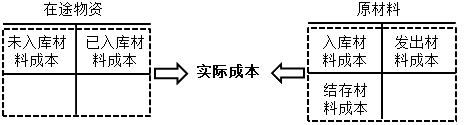 在途物资
未入库材
料成本
已入库材
料成本
实际成本
原材料
入库材
料成本
发出材
料成本
结存材
料成本